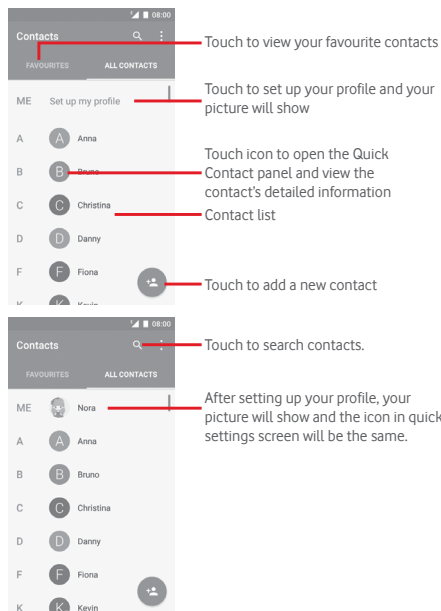 08:00
Contacts
FAVOURITES ALL CONTACTS
ME Set up my profile
A A Anna
B B Bruno
C C Christina
D D Danny
F F Fiona
K K Kevin
Touch to view your favourite contacts
Touch to set up your profile and your
picture will show
Touch icon to open the Quick
Contact panel and view the
contact's detailed information
Contact list
Touch to add a new contact
08:00
Contacts
FAVOURITES ALL CONTACTS
ME Nora
A A Anna
B B Bruno
C C Christina
D D Danny
F F Fiona
K K Kevin
Touch to search contacts.
After setting up your profile, your
picture will show and the icon in quick
settings screen will be the same.